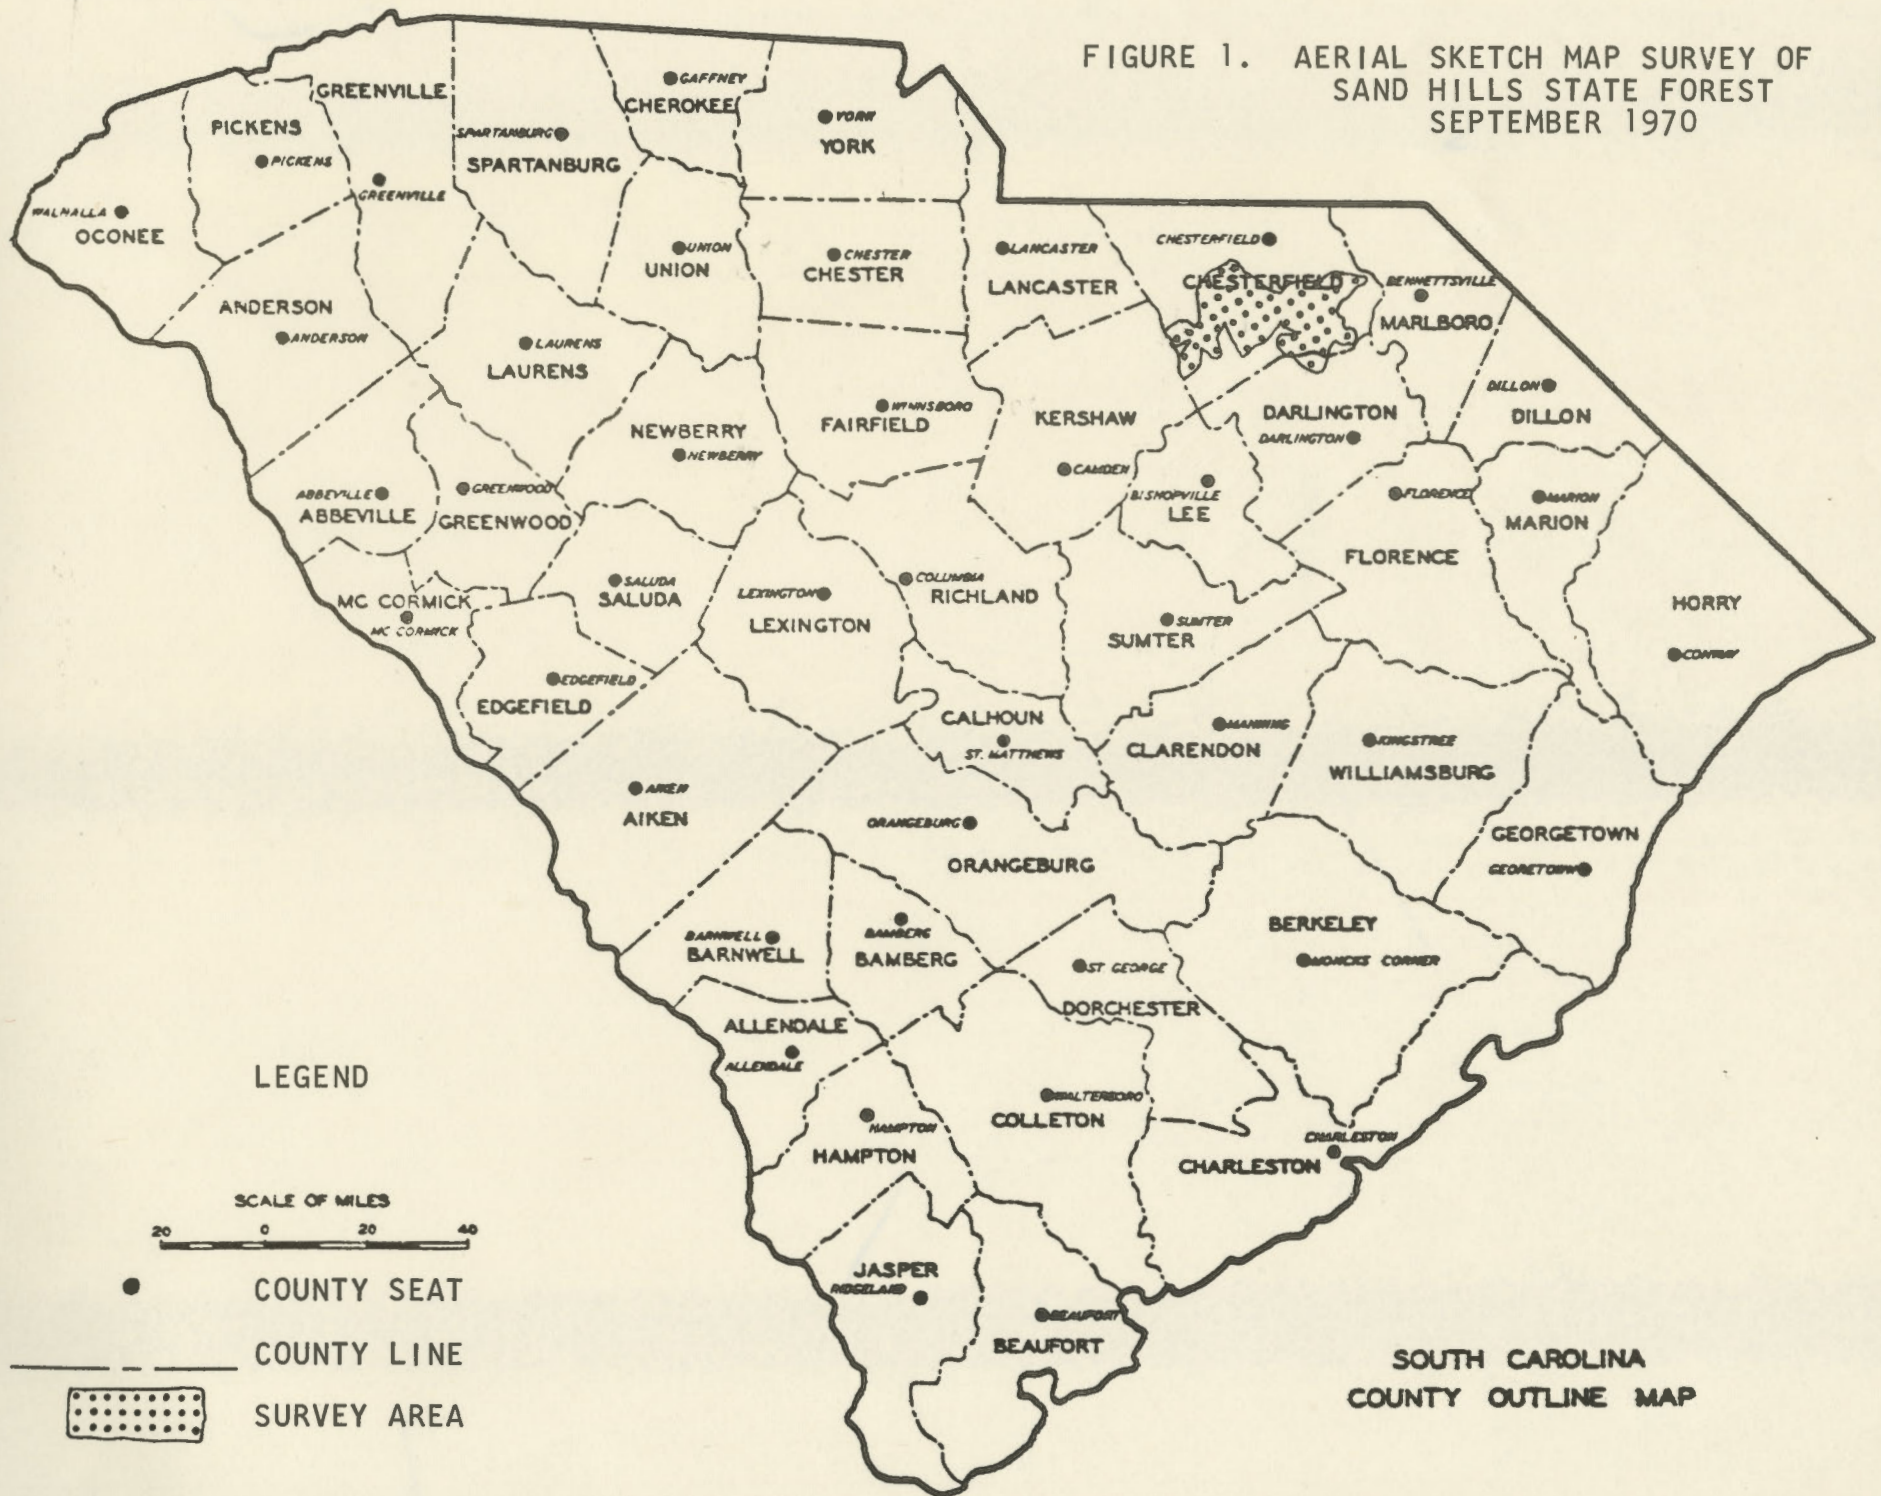 FIGURE 1. AERIAL SKETCH MAP SURVEY OF
SAND HILLS STATE FOREST
SEPTEMBER 1970
GREENVILLE
GAFFNEY
CHEROKEE
PICKENS
PICKENS
SPARTANBURG
SPARTANBURG
YORK
YORK
GREENVILLE
WALHALLA
OCONEE
UNION
UNION
CHESTER
CHESTER
LANCASTER
LANCASTER
CHESTERFIELD
CHESTERFIELD
BENNETTSVILLE
MARLBORO
ANDERSON
ANDERSON
LAURENS
LAURENS
DILLON
DILLON
NEWBERRY
NEWBERRY
WINNSBORO
FAIRFIELD
KERSHAW
CAMDEN
DARLINGTON
DARLINGTON
BISHOPVILLE
LEE
FLORENCE
FLORENCE
MARION
MARION
ABBEVILLE
ABBEVILLE
GREENWOOD
GREENWOOD
MC CORMICK
MC CORMICK
SALUDA
SALUDA
LEXINGTON
LEXINGTON
COLUMBIA
RICHLAND
SUMTER
SUMTER
HORRY
CONWAY
EDGEFIELD
EDGEFIELD
CALHOUN
ST. MATTHEWS
MANNING
CLARENDON
KINGSTREE
WILLIAMSBURG
AIKEN
AIKEN
ORANGEBURG
ORANGEBURG
GEORGETOWN
GEORETOWN
BARNWELL
BARNWELL
BAMBERG
BAMBERG
BERKELEY
MONCKS CORNER
ST GEORGE
DORCHESTER
ALLENDALE
ALLENDALE
WALTERBORO
COLLETON
HAMPTON
HAMPTON
CHARLESTON
CHARLESTON
JASPER
RIDGELAND
BEAUFORT
BEAUFORT
LEGEND
SCALE OF MILES
20 0 20 40
COUNTY SEAT
COUNTY LINE
SURVEY AREA
SOUTH CAROLINA
COUNTY OUTLINE MAP